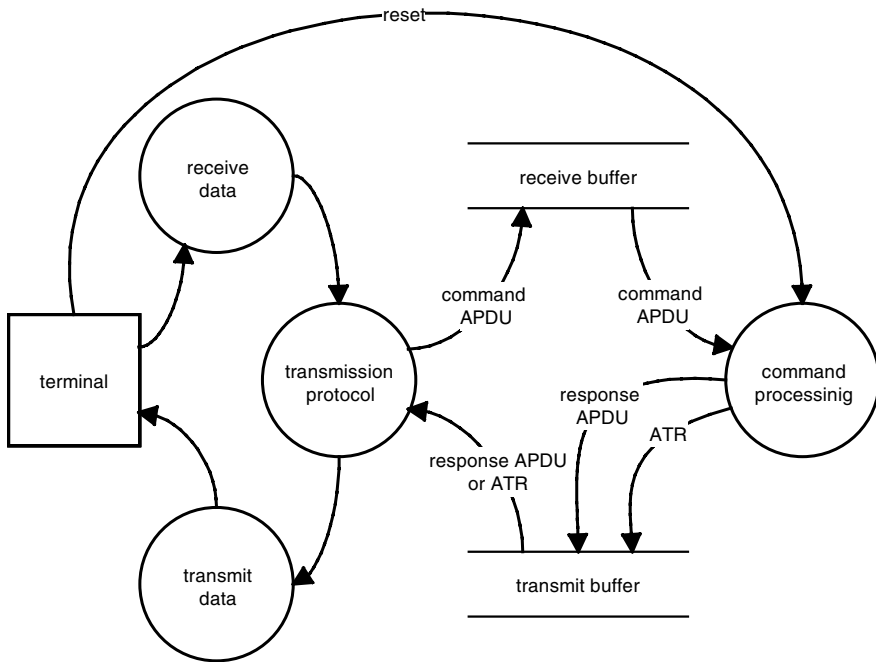 reset
receive
data
receive buffer
command
APDU
command
APDU
terminal
transmission
protocol
command
processinig
response
APDU
ATR
response APDU
or ATR
transmit
data
transmit buffer